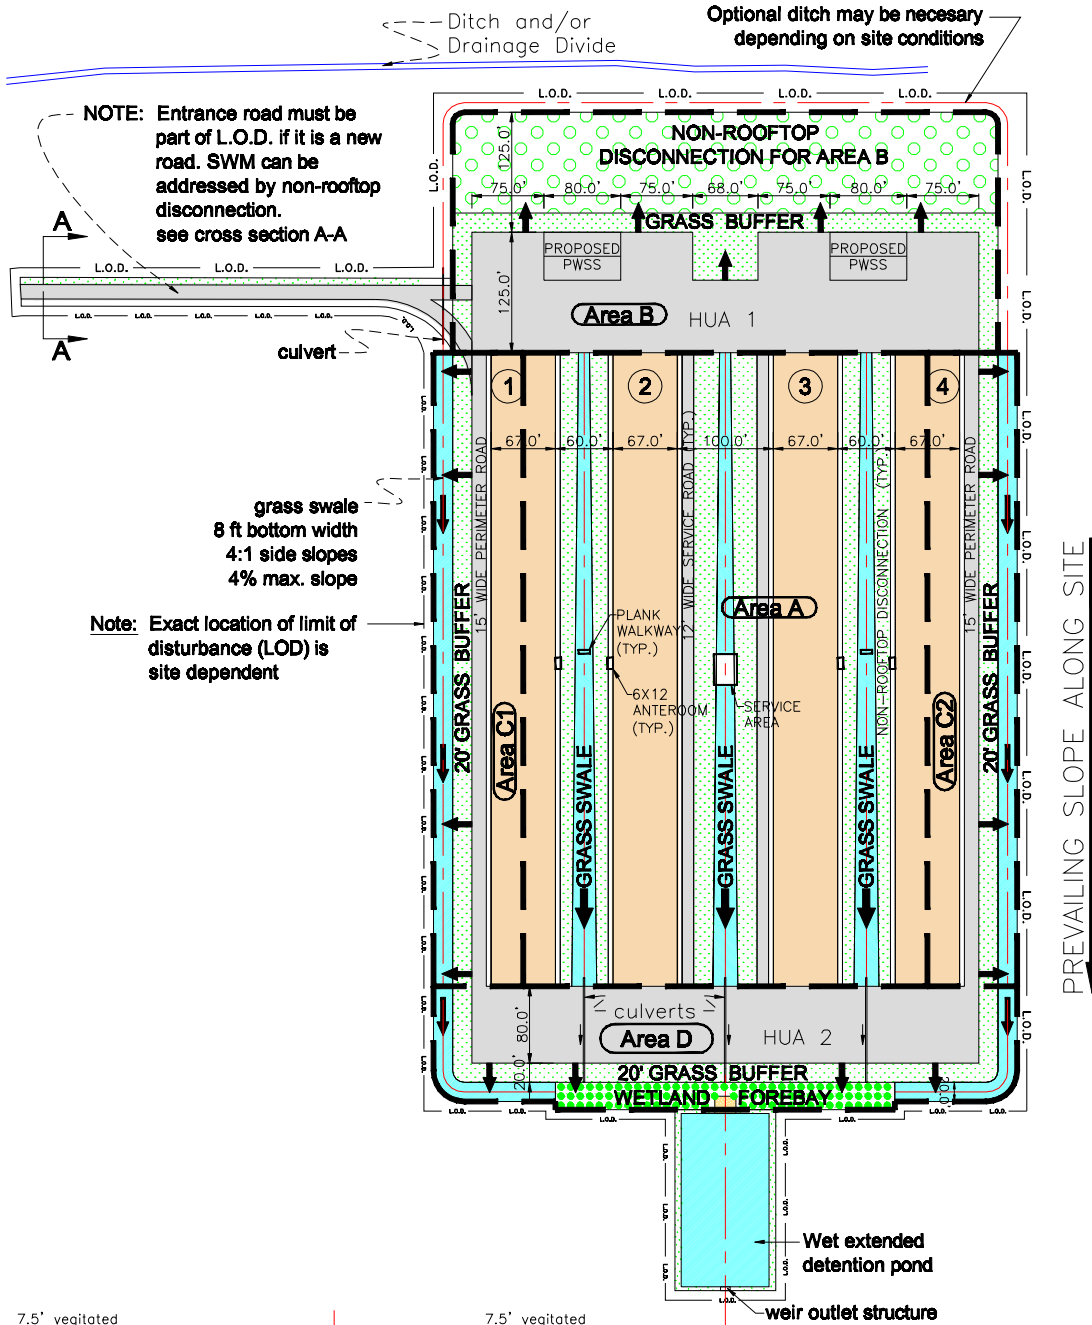 Ditch and/or
Drainage Divide
Optional ditch may be necesary
depending on site conditions
L.O.D. L.O.D. L.O.D. L.O.D.
NOTE: Entrance road must be
part of L.O.D. if it is a new
road. SWM can be
addressed by non-rooftop
disconnection.
see cross section A-A
L.O.D.
L.O.D.
125.0'
NON-ROOFTOP
DISCONNECTION FOR AREA B
75.0' 80.0' 75.0' 68.0' 75.0' 80.0' 75.0'
GRASS BUFFER
A
A
L.O.D. L.O.D. L.O.D.
L.O.D. L.O.D. L.O.D. L.O.D. L.O.D.
L.O.D.
PROPOSED
PWSS
PROPOSED
PWSS
125.0'
Area B
HUA 1
culvert
1 2 3 4
67.0' 60.0' 67.0' 100.0' 67.0' 60.0' 67.0'
15' WIDE PERIMETER ROAD
12' WIDE SERVICE ROAD (TYP.)
NON-ROOFTOP DISCONNECTION (TYP.)
15' WIDE PERIMETER ROAD
grass swale
8 ft bottom width
4:1 side slopes
4% max. slope
Note: Exact location of limit of
disturbance (LOD) is
site dependent
Area A
PLANK
WALKWAY
(TYP.)
6X12
ANTEROOM
(TYP.)
SERVICE
AREA
20' GRASS BUFFER
20' GRASS BUFFER
Area C1
Area C2
GRASS SWALE
GRASS SWALE
GRASS SWALE
PREVAILING SLOPE ALONG SITE
L.O.D.
L.O.D.
L.O.D.
L.O.D.
L.O.D.
L.O.D.
L.O.D.
L.O.D.
culverts
80.0'
Area D
HUA 2
20.0'
20' GRASS BUFFER
20.0'
WETLAND FOREBAY
L.O.D. L.O.D. L.O.D. L.O.D. L.O.D. L.O.D.
L.O.D.
L.O.D.
L.O.D.
L.O.D.
L.O.D.
L.O.D.
Wet extended
detention pond
L.O.D.
weir outlet structure
7.5' vegitated
7.5' vegitated